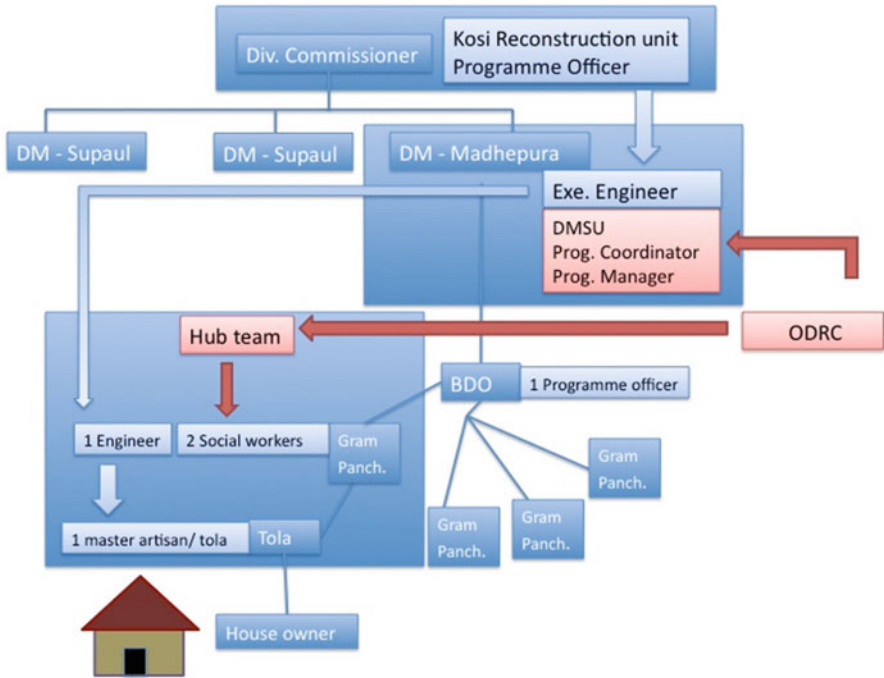 Div. Commissioner
Kosi Reconstruction unit
Programme Officer
DM - Supaul
DM - Supaul
DM - Madhepura
Exe. Engineer
DMSU
Prog. Coordinator
Prog. Manager
Hub team
ODRC
BDO
1 Programme officer
1 Engineer
2 Social workers
Gram
Panch.
Gram
Panch.
Gram
Panch.
Gram
Panch.
1 master artisan/ tola
Tola
House owner